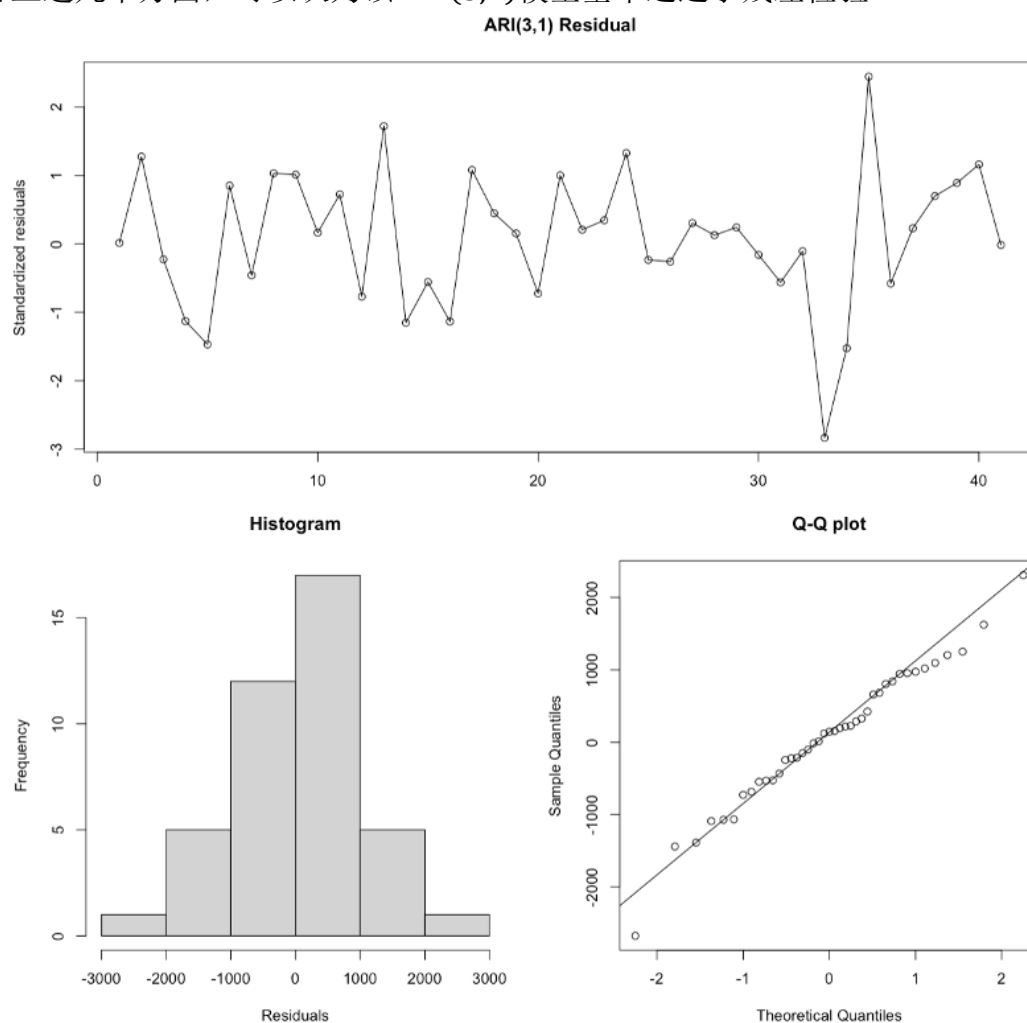 ARI(3,1) Residual
Standardized residuals
2
1
0
-1
-2
-3
0 10 20 30 40
Histogram
Frequency
15
10
5
0
-3000 -2000 -1000 0 1000 2000 3000
Residuals
Q-Q plot
Sample Quantiles
2000
1000
0
-1000
-2000
-2 -1 0 1 2
Theoretical Quantiles